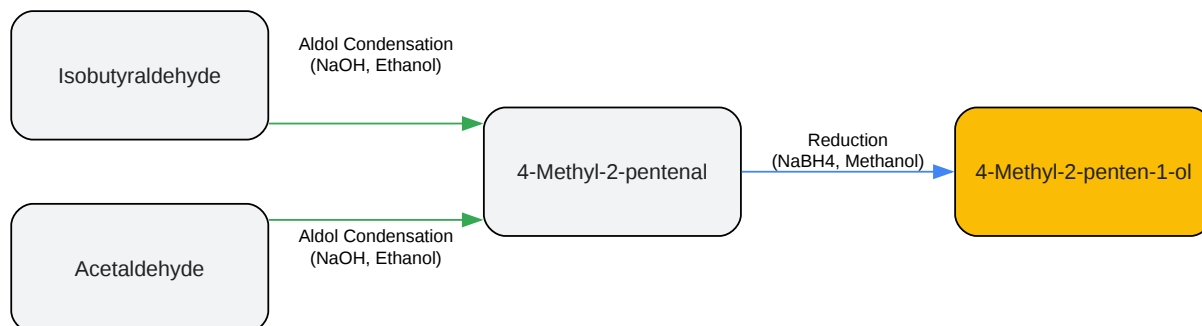 Isobutyraldehyde
Aldol Condensation
(NaOH, Ethanol)
4-Methyl-2-pentenal
Reduction
(NaBH4, Methanol)
4-Methyl-2-penten-1-ol
Acetaldehyde
Aldol Condensation
(NaOH, Ethanol)